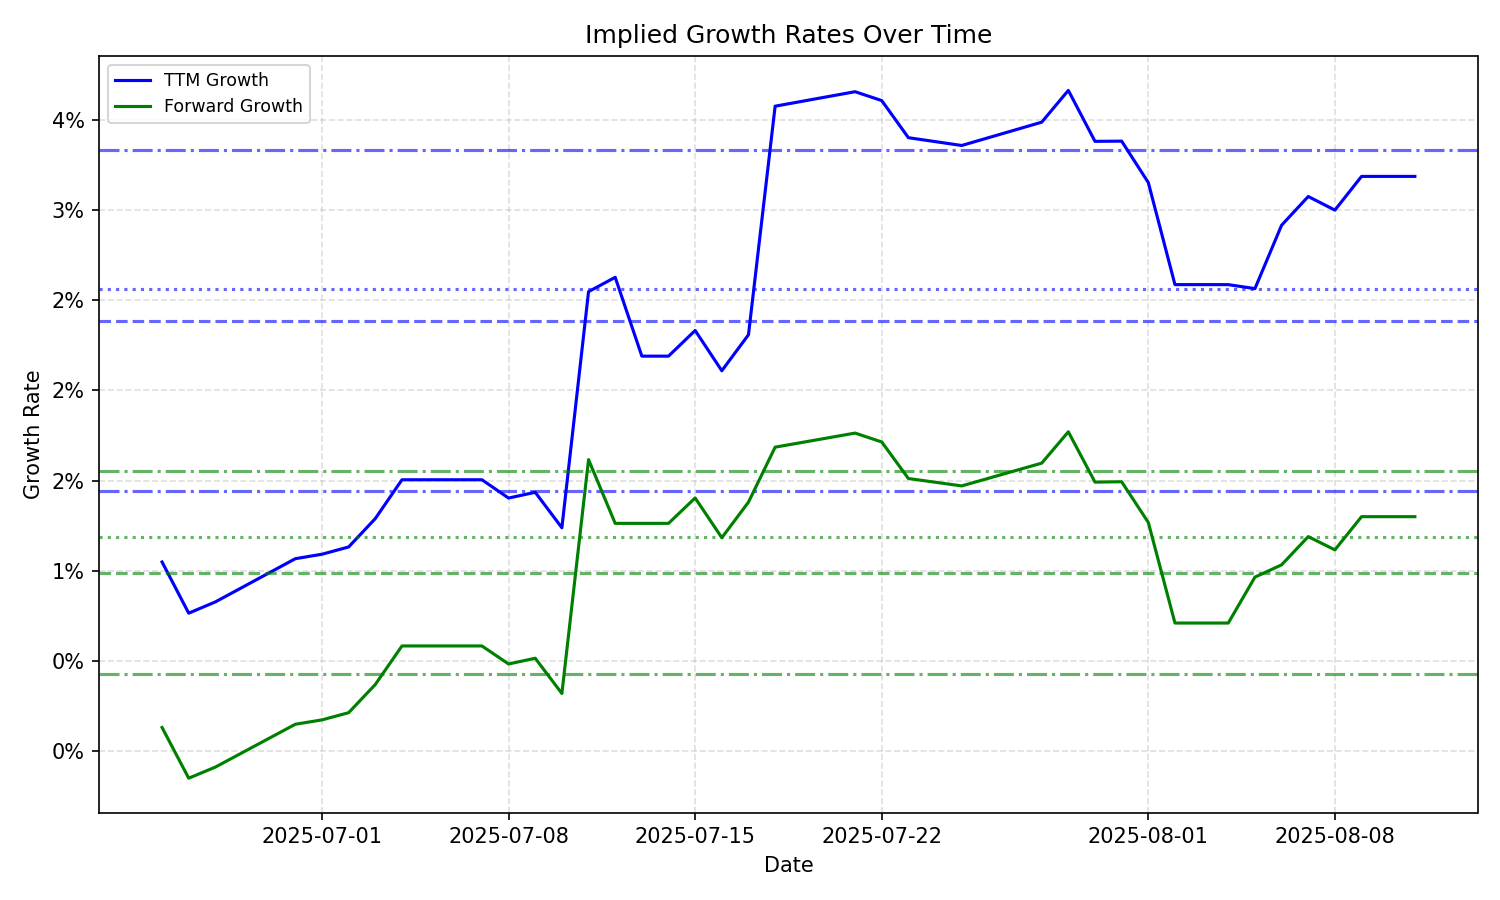 Implied Growth Rates Over Time
TTM Growth
Forward Growth
4%
3%
2%
2%
2%
1%
0%
0%
Growth Rate
2025-07-01
2025-07-08
2025-07-15
2025-07-22
2025-08-01
2025-08-08
Date